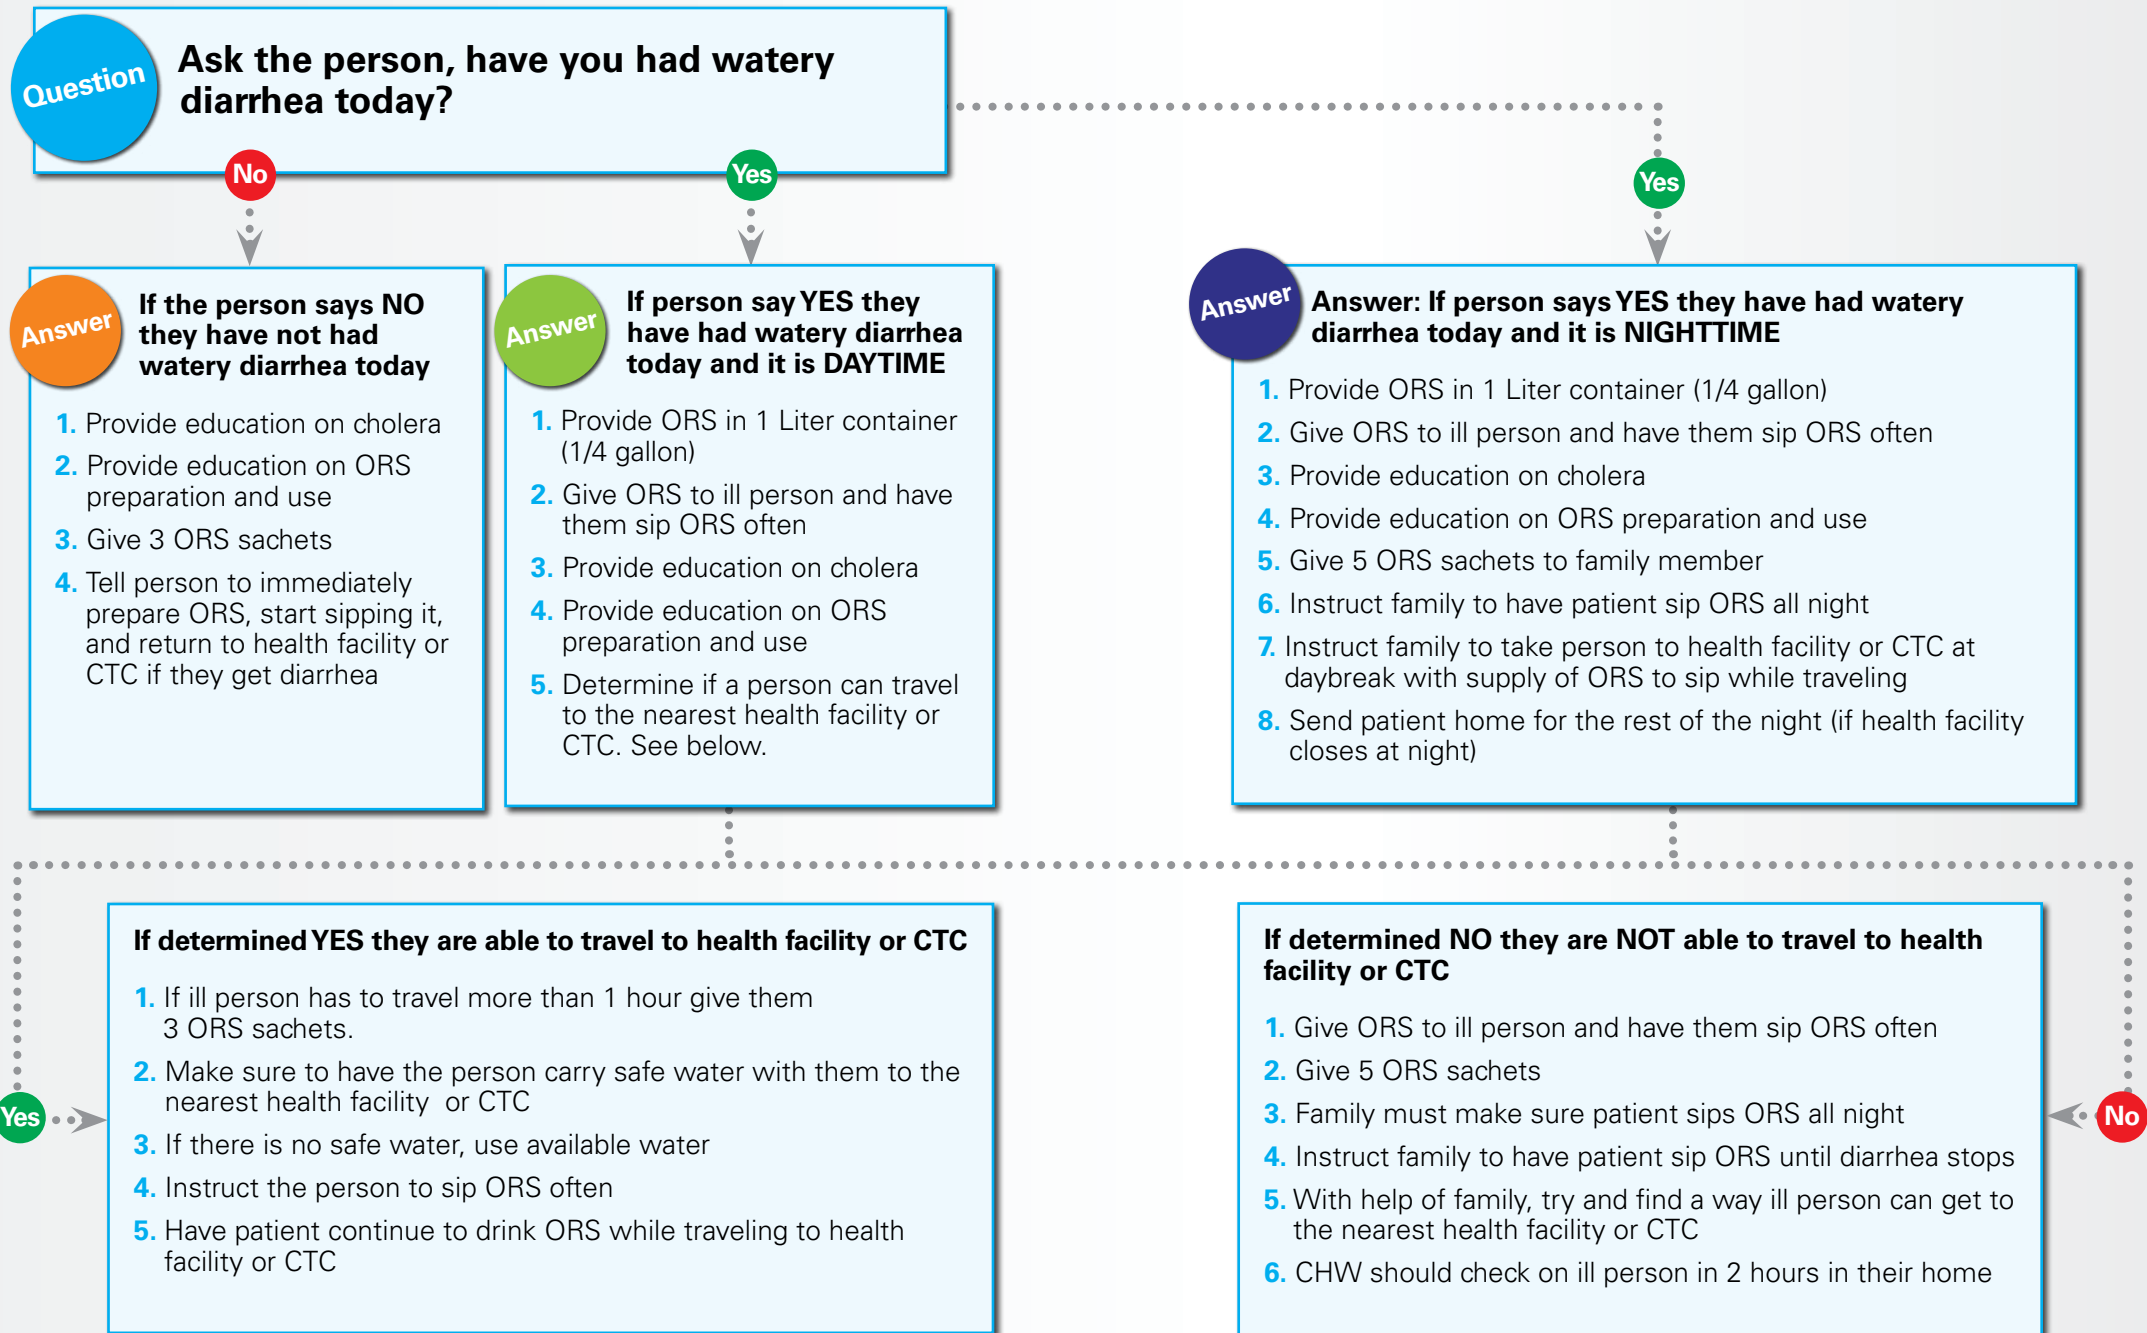 Question
Ask the person, have you had watery
diarrhea today?
No
Yes
Yes
Answer
If the person says NO
they have not had
watery diarrhea today
1. Provide education on cholera
2. Provide education on ORS
preparation and use
3. Give 3 ORS sachets
4. Tell person to immediately
prepare ORS, start sipping it,
and return to health facility or
CTC if they get diarrhea
Answer
If person say YES they
have had watery diarrhea
today and it is DAYTIME
1. Provide ORS in 1 Liter container
(1/4 gallon)
2. Give ORS to ill person and have
them sip ORS often
3. Provide education on cholera
4. Provide education on ORS
preparation and use
5. Determine if a person can travel
to the nearest health facility or
CTC. See below.
Answer
Answer: If person says YES they have had watery
diarrhea today and it is NIGHTTIME
1. Provide ORS in 1 Liter container (1/4 gallon)
2. Give ORS to ill person and have them sip ORS often
3. Provide education on cholera
4. Provide education on ORS preparation and use
5. Give 5 ORS sachets to family member
6. Instruct family to have patient sip ORS all night
7. Instruct family to take person to health facility or CTC at
daybreak with supply of ORS to sip while traveling
8. Send patient home for the rest of the night (if health facility
closes at night)
Yes
If determined YES they are able to travel to health facility or CTC
1. If ill person has to travel more than 1 hour give them
3 ORS sachets.
2. Make sure to have the person carry safe water with them to the
nearest health facility or CTC
3. If there is no safe water, use available water
4. Instruct the person to sip ORS often
5. Have patient continue to drink ORS while traveling to health
facility or CTC
No
If determined NO they are NOT able to travel to health
facility or CTC
1. Give ORS to ill person and have them sip ORS often
2. Give 5 ORS sachets
3. Family must make sure patient sips ORS all night
4. Instruct family to have patient sip ORS until diarrhea stops
5. With help of family, try and find a way ill person can get to
the nearest health facility or CTC
6. CHW should check on ill person in 2 hours in their home